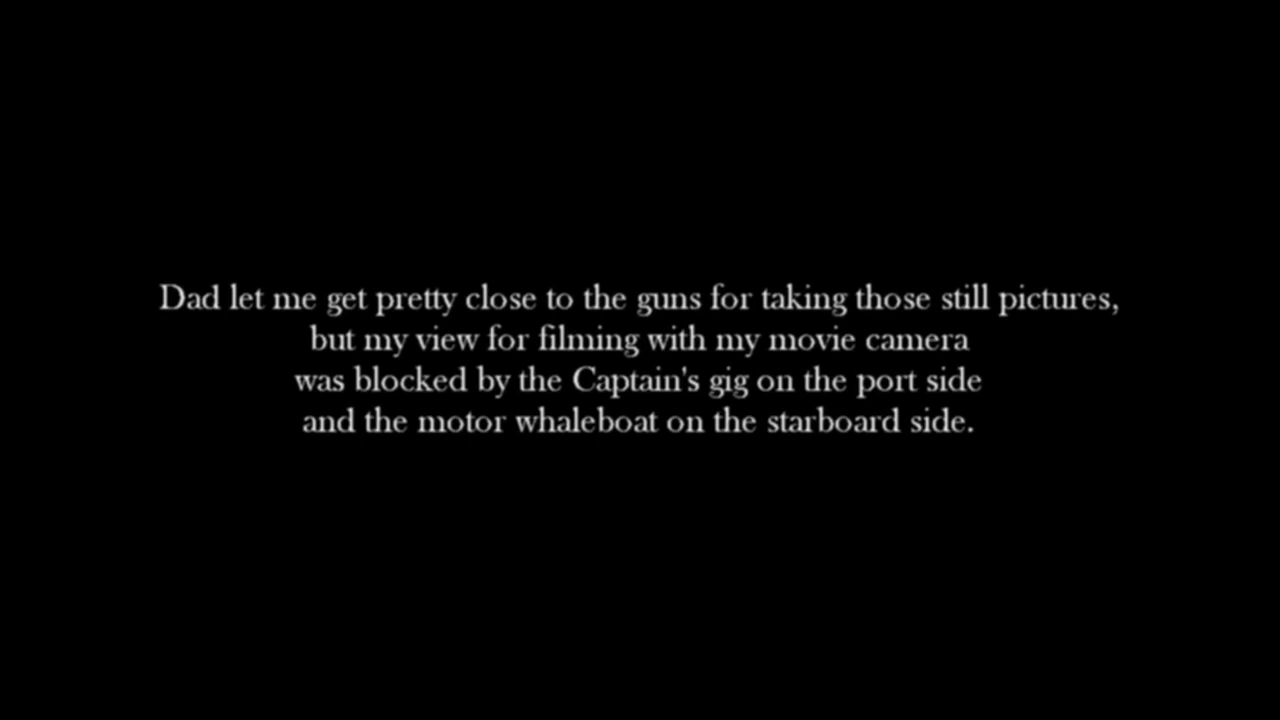 Dad let me get pretty close to the guns for taking those still pictures,
but my view for filming with my movie camera
was blocked by the Captain's gig on the port side
and the motor whaleboat on the starboard side.